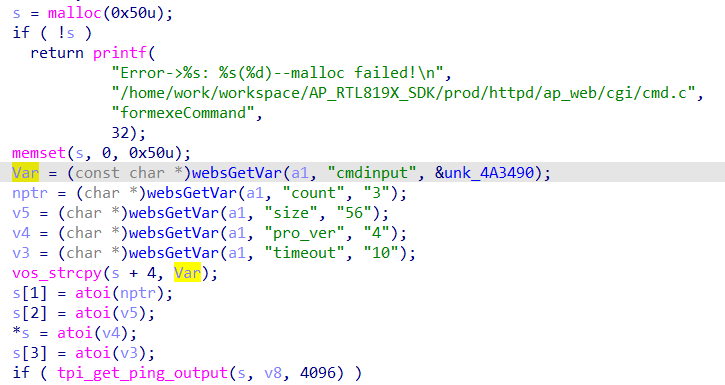 s = malloc(0x50u);
if ( !s )
return printf(
"Error->%s: %s(%d)--malloc failed!\n",
"/home/work/workspace/AP_RTL819X_SDK/prod/httpd/ap_web/cgi/cmd.c",
"formexeCommand",
32);
memset(s, 0, 0x50u);
Var = (const char *)websGetVar(a1, "cmdinput", &unk_4A3490);
nptr = (char *)websGetVar(a1, "count", "3");
v5 = (char *)websGetVar(a1, "size", "56");
v4 = (char *)websGetVar(a1, "pro_ver", "4");
v3 = (char *)websGetVar(a1, "timeout", "10");
vos_strcpy(s + 4, Var);
s[1] = atoi(nptr);
s[2] = atoi(v5);
*s = atoi(v4);
s[3] = atoi(v3);
if ( tpi_get_ping_output(s, v8, 4096) )